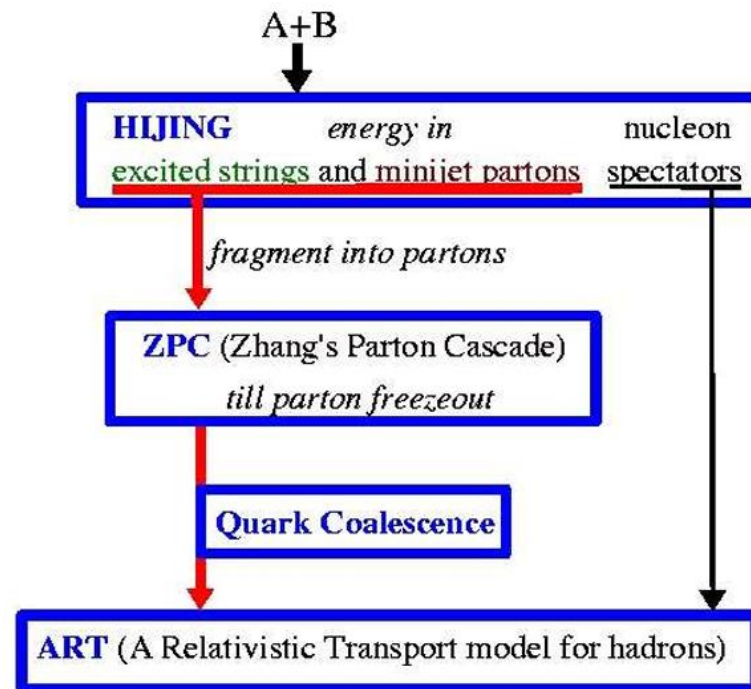 A+B
HIJING energy in nucleon
excited strings and minijet partons spectators
fragment into partons
ZPC (Zhang's Parton Cascade)
till parton freezeout
Quark Coalescence
ART (A Relativistic Transport model for hadrons)